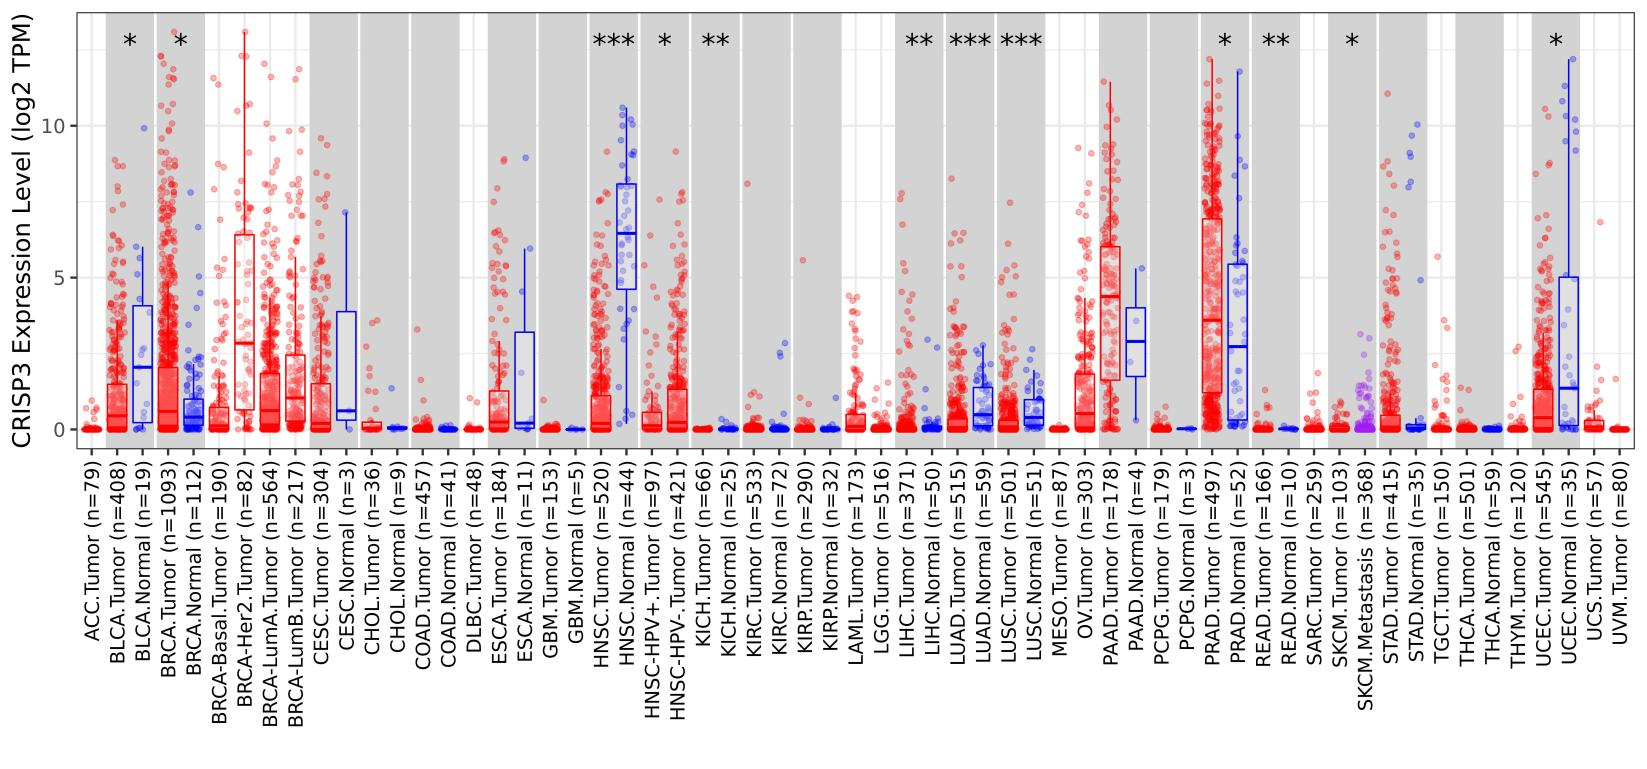 CRISP3 Expression Level (log2 TPM)
10
5
0
* * *** * ** ** *** *** * ** * *
ACC.Tumor (n=79)
BLCA.Tumor (n=408)
BLCA.Normal (n=19)
BRCA.Tumor (n=1093)
BRCA.Normal (n=112)
BRCA-Basal.Tumor (n=190)
BRCA-Her2.Tumor (n=82)
BRCA-LumA.Tumor (n=564)
BRCA-LumB.Tumor (n=217)
CESC.Tumor (n=304)
CESC.Normal (n=3)
CHOL.Tumor (n=36)
CHOL.Normal (n=9)
COAD.Tumor (n=457)
COAD.Normal (n=41)
DLBC.Tumor (n=48)
ESCA.Tumor (n=184)
ESCA.Normal (n=11)
GBM.Tumor (n=153)
GBM.Normal (n=5)
HNSC.Tumor (n=520)
HNSC.Normal (n=44)
HNSC-HPV+.Tumor (n=97)
HNSC-HPV-.Tumor (n=421)
KICH.Tumor (n=66)
KICH.Normal (n=25)
KIRC.Tumor (n=533)
KIRC.Normal (n=72)
KIRP.Tumor (n=290)
KIRP.Normal (n=32)
LAML.Tumor (n=173)
LGG.Tumor (n=516)
LIHC.Tumor (n=371)
LIHC.Normal (n=50)
LUAD.Tumor (n=515)
LUAD.Normal (n=59)
LUSC.Tumor (n=501)
LUSC.Normal (n=51)
MESO.Tumor (n=87)
OV.Tumor (n=303)
PAAD.Tumor (n=178)
PAAD.Normal (n=4)
PCPG.Tumor (n=179)
PCPG.Normal (n=3)
PRAD.Tumor (n=497)
PRAD.Normal (n=52)
READ.Tumor (n=166)
READ.Normal (n=10)
SARC.Tumor (n=259)
SKCM.Tumor (n=103)
SKCM.Metastasis (n=368)
STAD.Tumor (n=415)
STAD.Normal (n=35)
TGCT.Tumor (n=150)
THCA.Tumor (n=501)
THCA.Normal (n=59)
THYM.Tumor (n=120)
UCEC.Tumor (n=545)
UCEC.Normal (n=35)
UCS.Tumor (n=57)
UVM.Tumor (n=80)